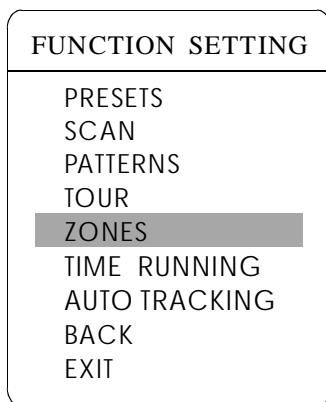 FUNCTION SETTING
PRESETS
SCAN
PATTERNS
TOUR
ZONES
TIME RUNNING
AUTO TRACKING
BACK
EXIT